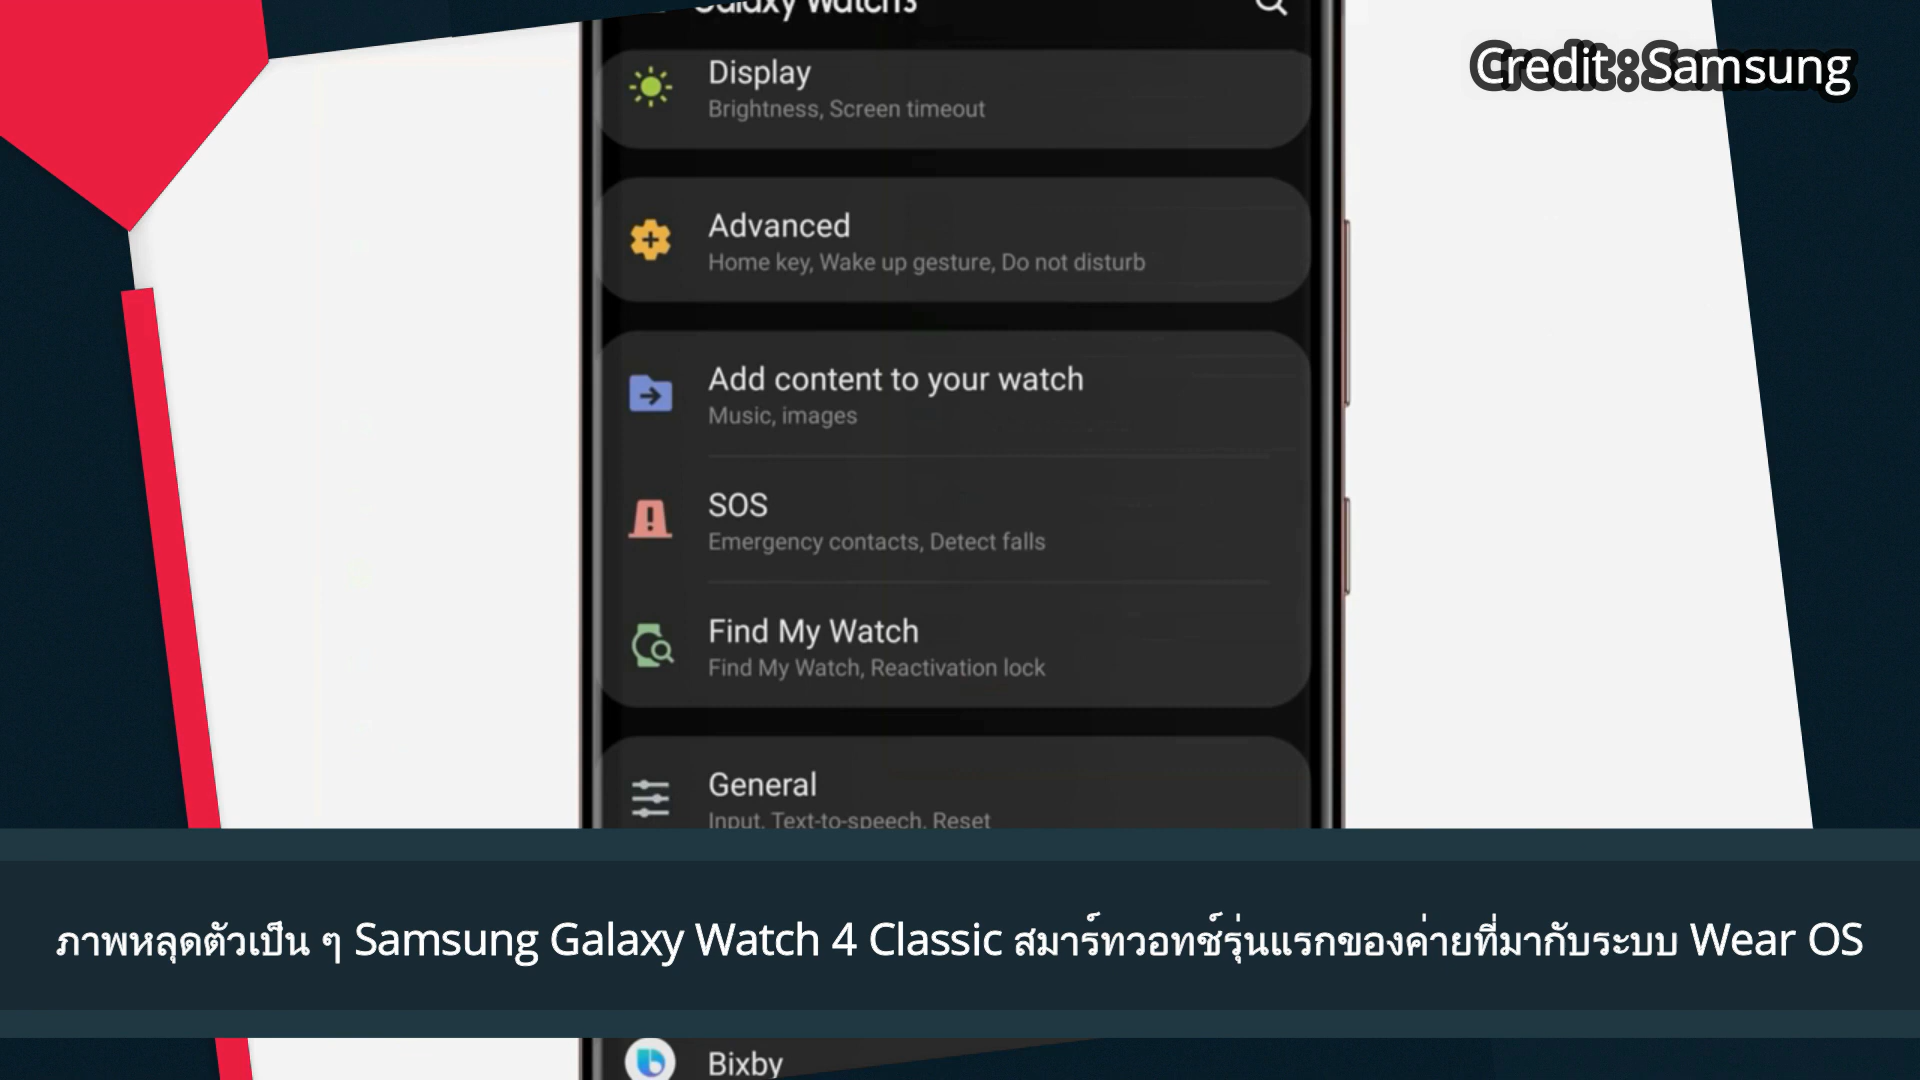 Galaxy Watch3
Credit:Samsung
Display
Brightness, Screen timeout
Advanced
Home key, Wake up gesture, Do not disturb
Add content to your watch
Music, images
SOS
Emergency contacts, Detect falls
Find My Watch
Find My Watch, Reactivation lock
General
Input, Text-to-speech, Reset
ภาพหลุดตัวเป็น ๆ Samsung Galaxy Watch 4 Classic สมาร์ทวอทช์รุ่นแรกของค่ายที่มากับระบบ Wear OS
Bixby